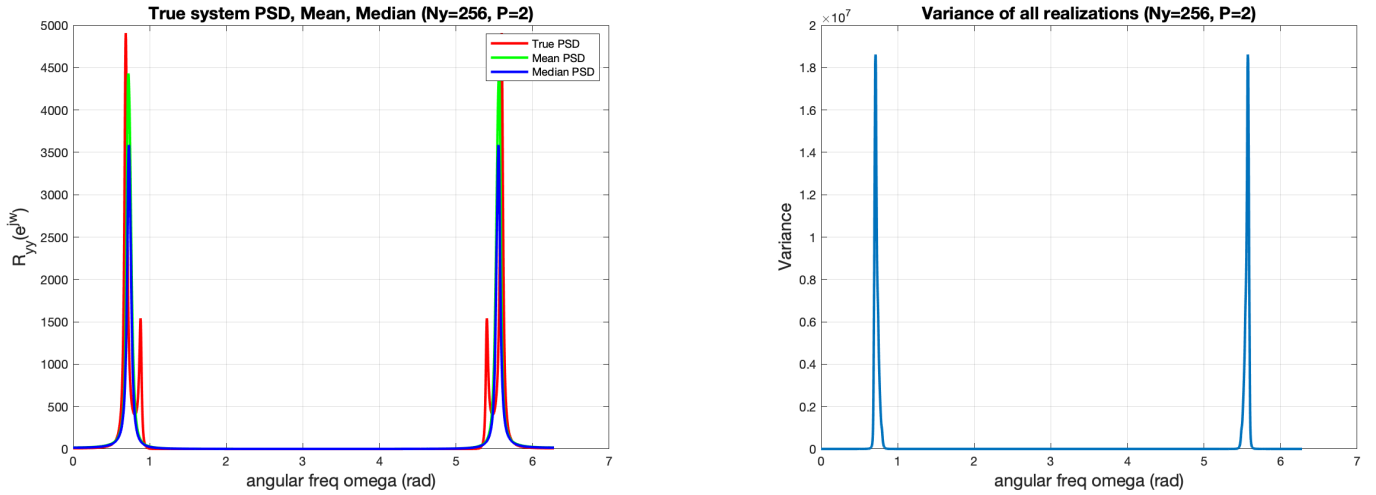 True system PSD, Mean, Median (Ny=256, P=2)
5000
4500
4000
3500
3000
2500
2000
1500
1000
500
0
R_yy(e^jw)
True PSD
Mean PSD
Median PSD
0 1 2 3 4 5 6 7
angular freq omega (rad)
Variance of all realizations (Ny=256, P=2)
×10^7
2
1.8
1.6
1.4
1.2
1
0.8
0.6
0.4
0.2
0
Variance
0 1 2 3 4 5 6 7
angular freq omega (rad)